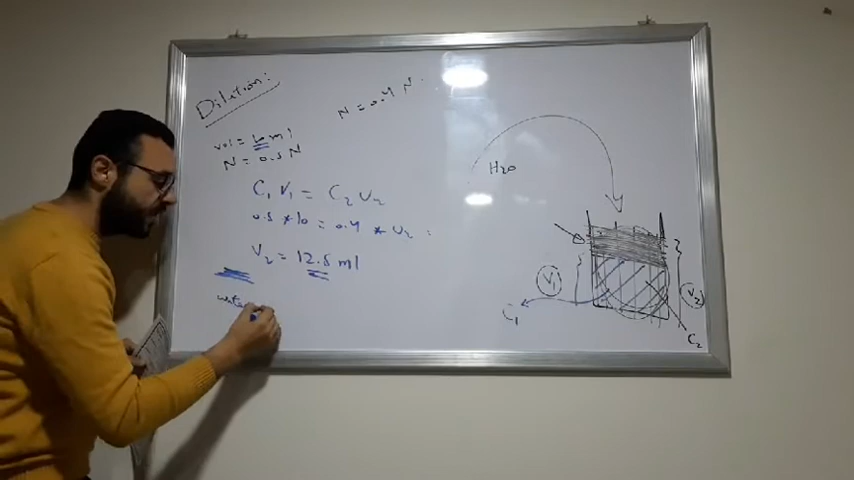 Dilution:
N = 0.4 N
vol = 10 ml
N = 0.5 N
H2O
C1 V1 = C2 V2
0.5 * 10 = 0.4 * V2
V2 = 12.5 ml
V1
V2
water
C1
C2